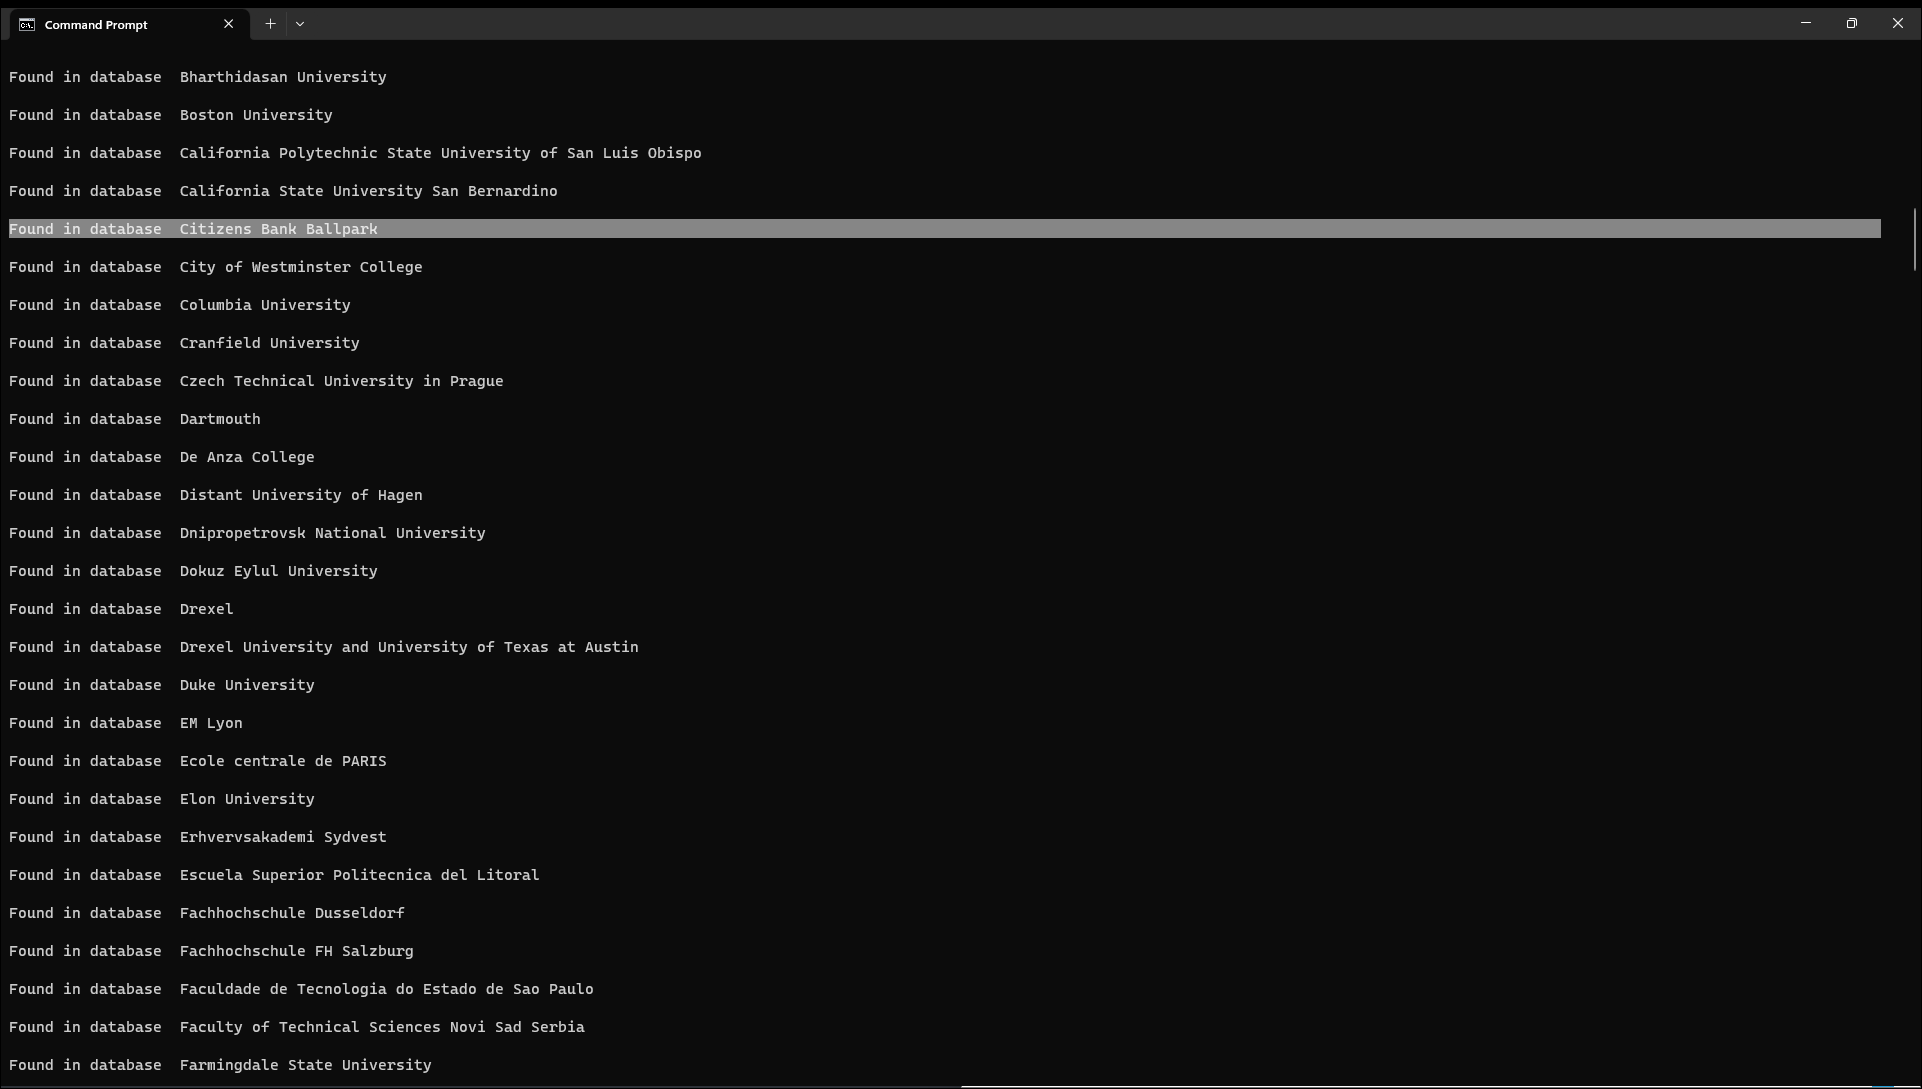 Command Prompt
Found in database  Bharthidasan University
Found in database  Boston University
Found in database  California Polytechnic State University of San Luis Obispo
Found in database  California State University San Bernardino
Found in database  Citizens Bank Ballpark
Found in database  City of Westminster College
Found in database  Columbia University
Found in database  Cranfield University
Found in database  Czech Technical University in Prague
Found in database  Dartmouth
Found in database  De Anza College
Found in database  Distant University of Hagen
Found in database  Dnipropetrovsk National University
Found in database  Dokuz Eylul University
Found in database  Drexel
Found in database  Drexel University and University of Texas at Austin
Found in database  Duke University
Found in database  EM Lyon
Found in database  Ecole centrale de PARIS
Found in database  Elon University
Found in database  Erhvervsakademi Sydvest
Found in database  Escuela Superior Politecnica del Litoral
Found in database  Fachhochschule Dusseldorf
Found in database  Fachhochschule FH Salzburg
Found in database  Faculdade de Tecnologia do Estado de Sao Paulo
Found in database  Faculty of Technical Sciences Novi Sad Serbia
Found in database  Farmingdale State University